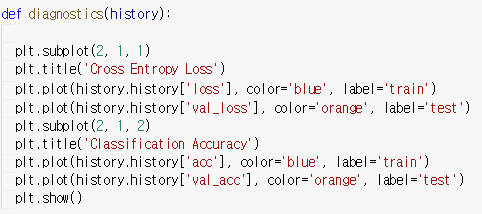 def diagnostics(history):
plt.subplot(2, 1, 1)
plt.title('Cross Entropy Loss')
plt.plot(history.history['loss'], color='blue', label='train')
plt.plot(history.history['val_loss'], color='orange', label='test')
plt.subplot(2, 1, 2)
plt.title('Classification Accuracy')
plt.plot(history.history['acc'], color='blue', label='train')
plt.plot(history.history['val_acc'], color='orange', label='test')
plt.show()